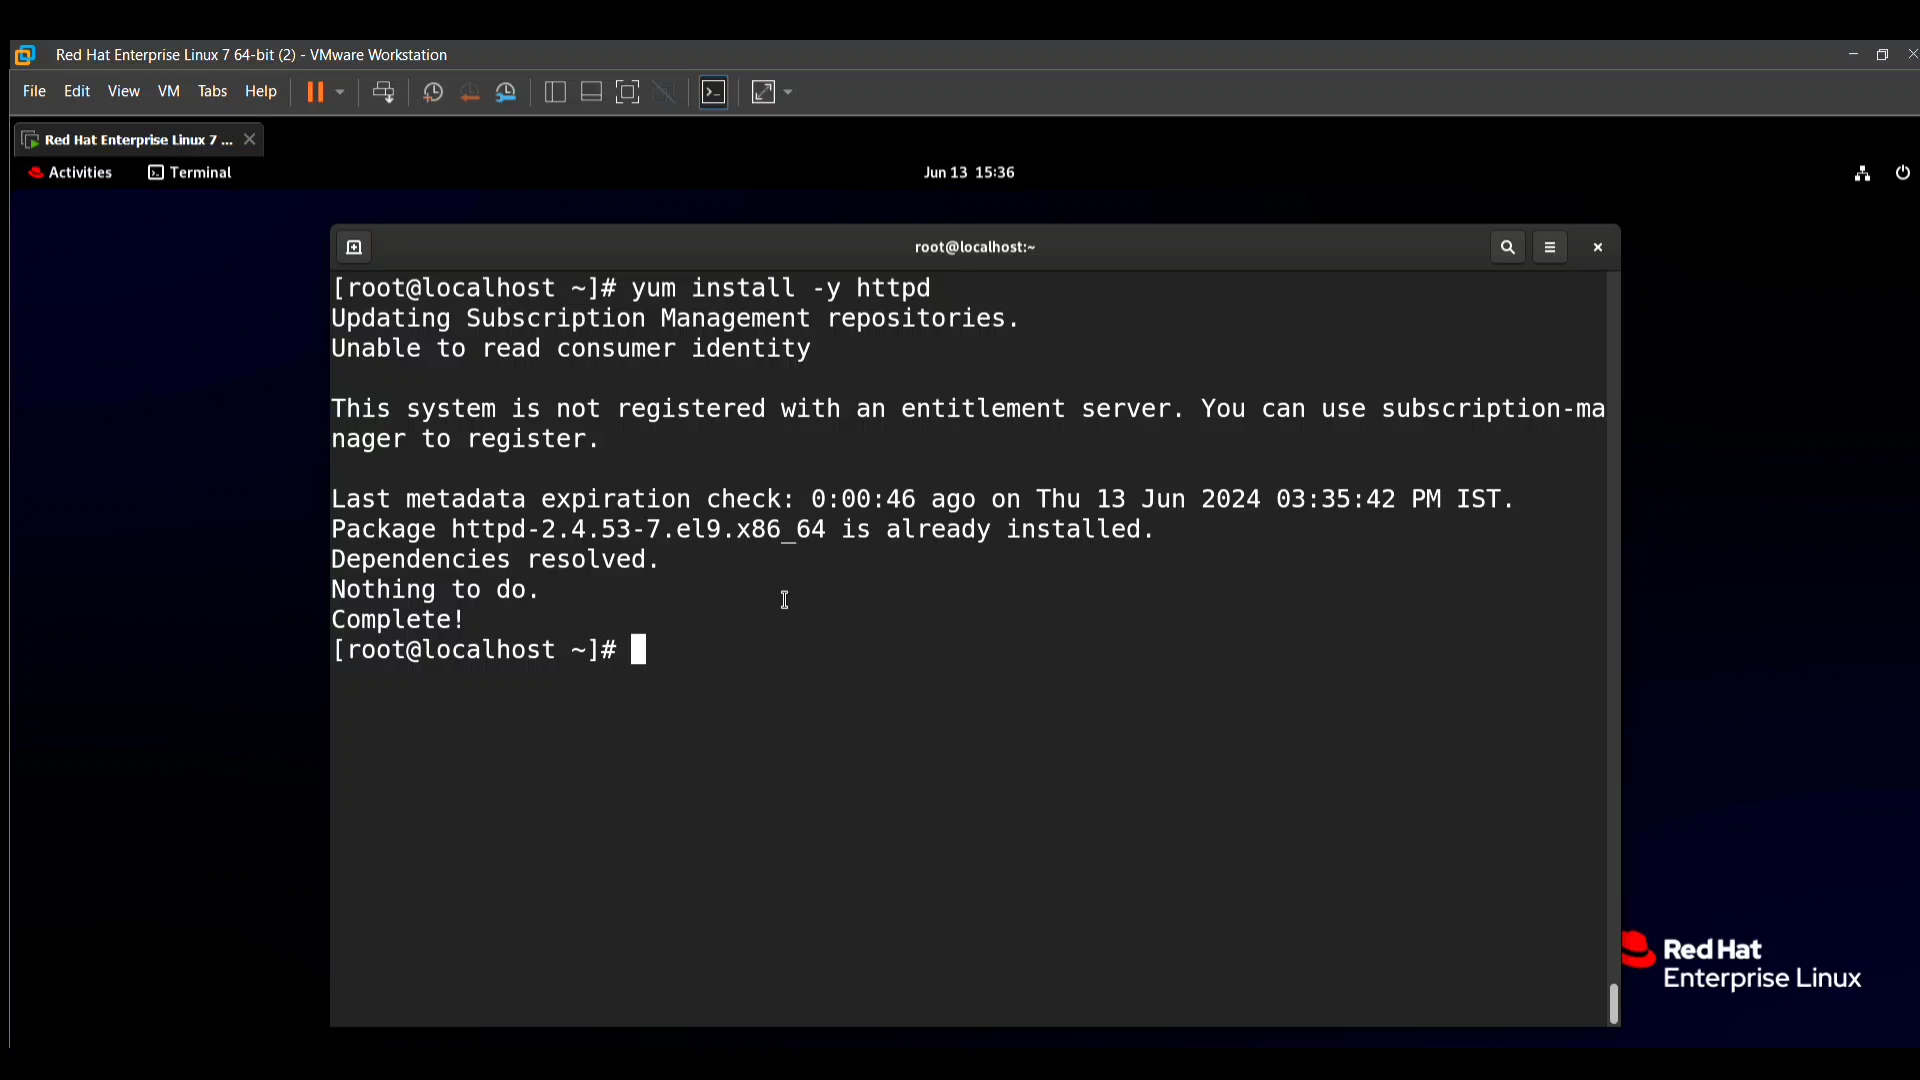 Red Hat Enterprise Linux 7 64-bit (2) - VMware Workstation
File Edit View VM Tabs Help
Red Hat Enterprise Linux 7 ...
Activities Terminal Jun 13 15:36
root@localhost:~
[root@localhost ~]# yum install -y httpd
Updating Subscription Management repositories.
Unable to read consumer identity
This system is not registered with an entitlement server. You can use subscription-ma
nager to register.
Last metadata expiration check: 0:00:46 ago on Thu 13 Jun 2024 03:35:42 PM IST.
Package httpd-2.4.53-7.el9.x86_64 is already installed.
Dependencies resolved.
Nothing to do.
Complete!
[root@localhost ~]#
Red Hat
Enterprise Linux